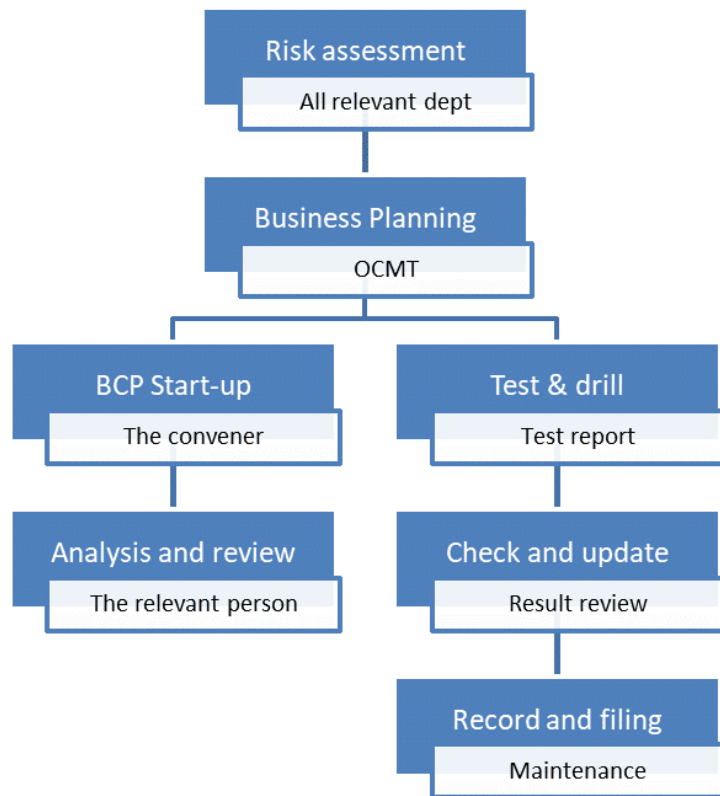 Risk assessment
All relevant dept
Business Planning
OCMT
BCP Start-up
The convener
Test & drill
Test report
Analysis and review
The relevant person
Check and update
Result review
Record and filing
Maintenance